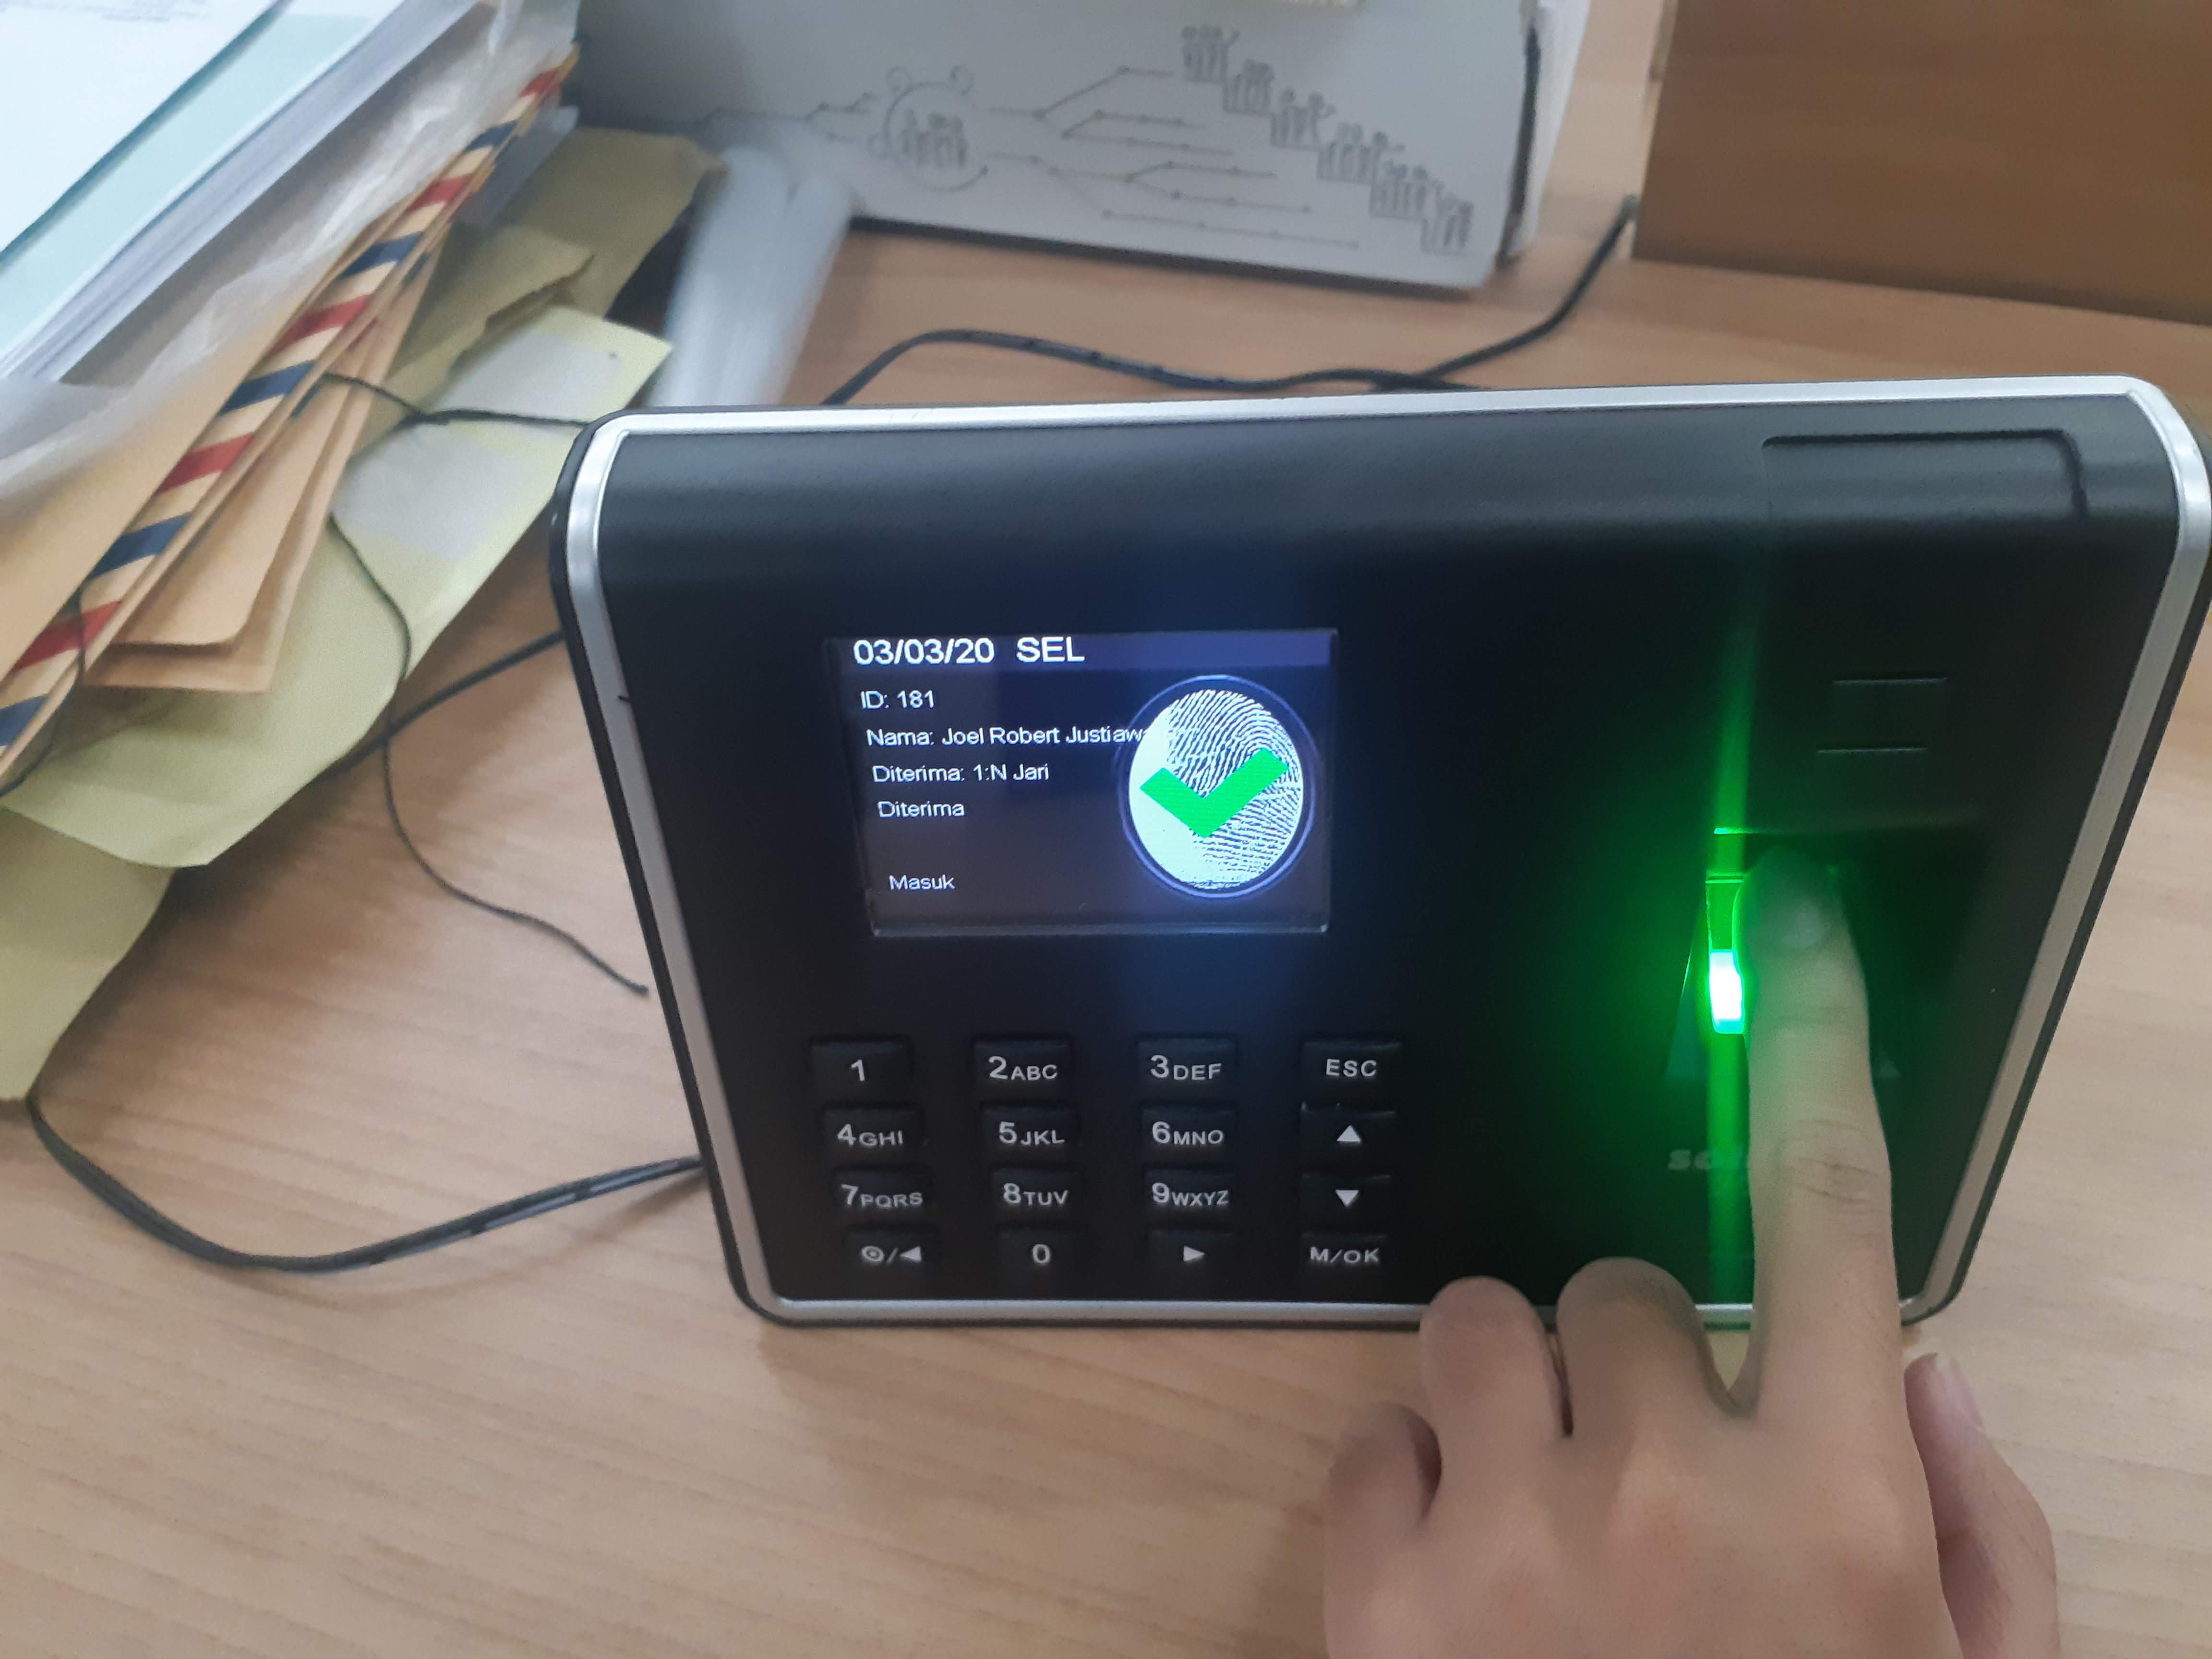 03/03/20 SEL
ID: 181
Nama: Joel Robert Justiaw
Diterima: 1:N Jari
Diterima
Masuk
1 2ABC 3DEF ESC
4GHI 5JKL 6MNO ▲
7PQRS 8TUV 9WXYZ ▼
◎/◀ 0 ▶ M/OK